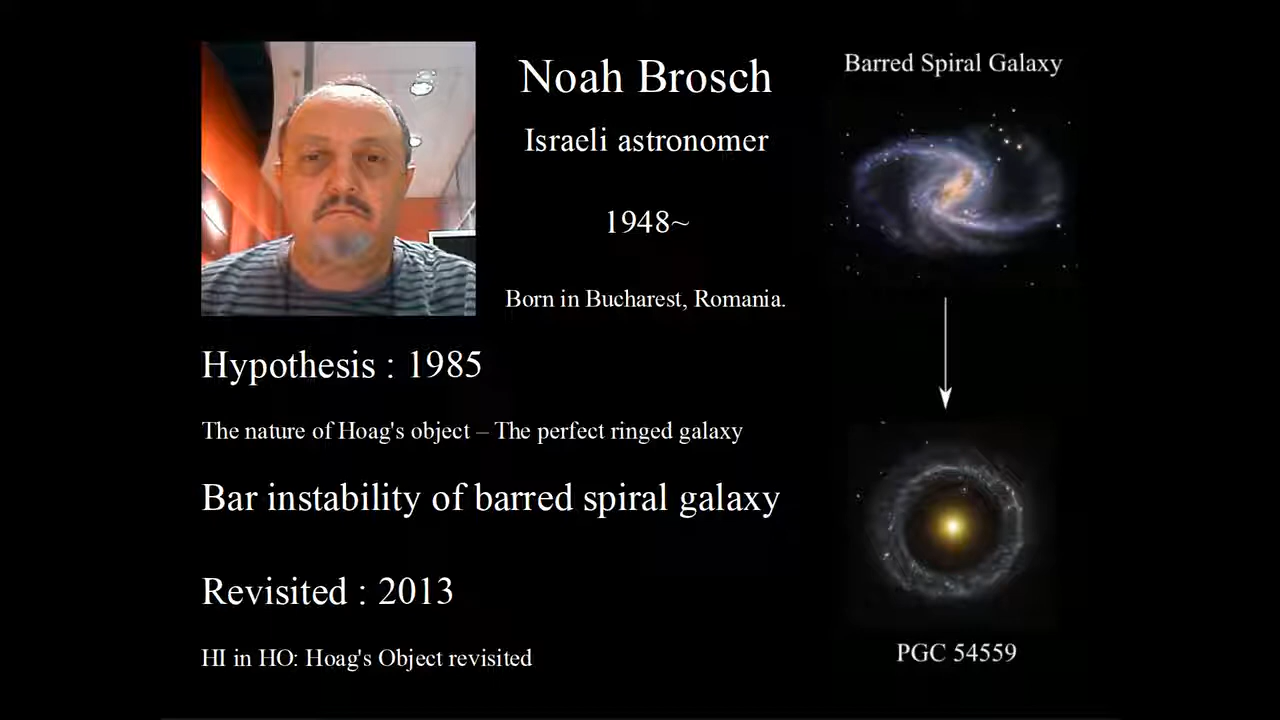 Noah Brosch
Israeli astronomer
1948~
Born in Bucharest, Romania.
Hypothesis : 1985
The nature of Hoag's object – The perfect ringed galaxy
Bar instability of barred spiral galaxy
Revisited : 2013
HI in HO: Hoag's Object revisited
Barred Spiral Galaxy
PGC 54559